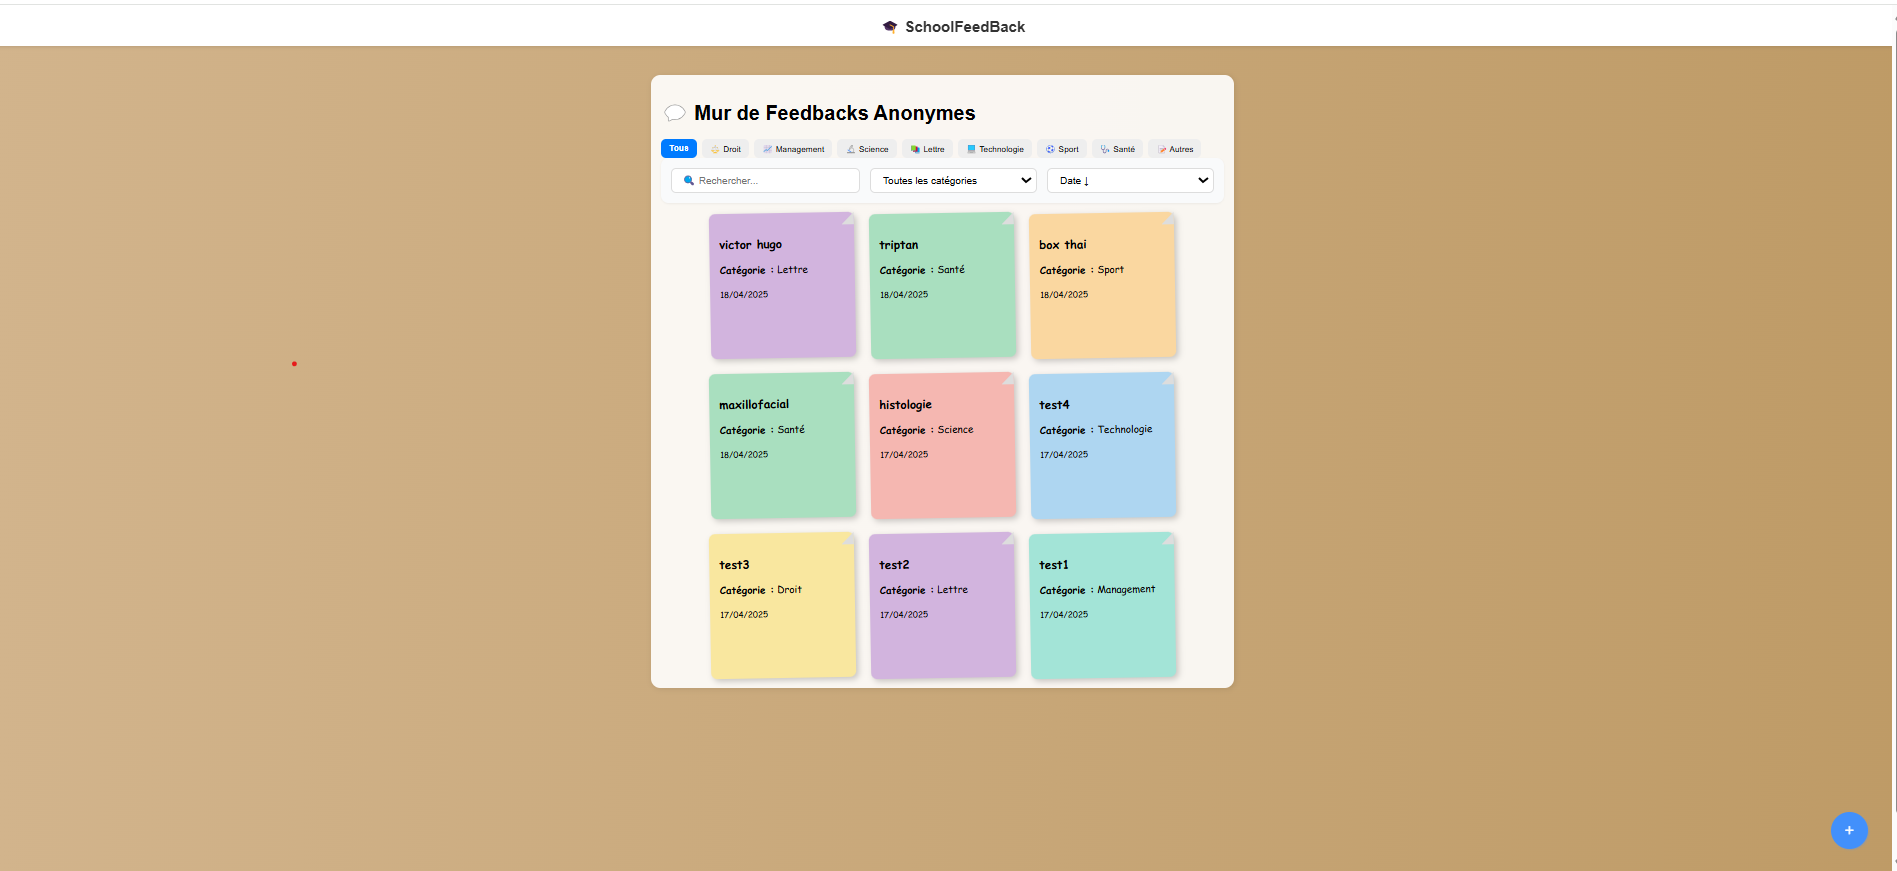 SchoolFeedBack
Mur de Feedbacks Anonymes
Tous Droit Management Science Lettre Technologie Sport Santé Autres
Rechercher... Toutes les catégories Date ↓
victor hugo
Catégorie : Lettre
18/04/2025
triptan
Catégorie : Santé
18/04/2025
box thai
Catégorie : Sport
18/04/2025
maxillofacial
Catégorie : Santé
18/04/2025
histologie
Catégorie : Science
17/04/2025
test4
Catégorie : Technologie
17/04/2025
test3
Catégorie : Droit
17/04/2025
test2
Catégorie : Lettre
17/04/2025
test1
Catégorie : Management
17/04/2025
+